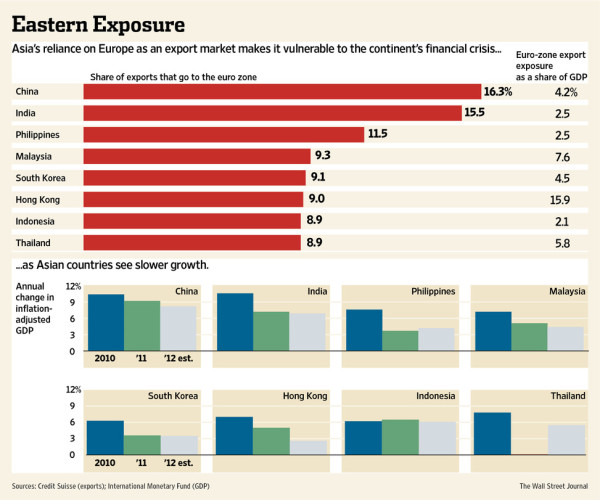 Eastern Exposure
Asia's reliance on Europe as an export market makes it vulnerable to the continent's financial crisis...
Share of exports that go to the euro zone
Euro-zone export
exposure
as a share of GDP
China 16.3% 4.2%
India 15.5 2.5
Philippines 11.5 2.5
Malaysia 9.3 7.6
South Korea 9.1 4.5
Hong Kong 9.0 15.9
Indonesia 8.9 2.1
Thailand 8.9 5.8
...as Asian countries see slower growth.
Annual
change in
inflation-
adjusted
GDP
12%
9
6
3
0
China
2010 '11 '12 est.
India
Philippines
Malaysia
12%
9
6
3
0
South Korea
2010 '11 '12 est.
Hong Kong
Indonesia
Thailand
Sources: Credit Suisse (exports); International Monetary Fund (GDP)
The Wall Street Journal